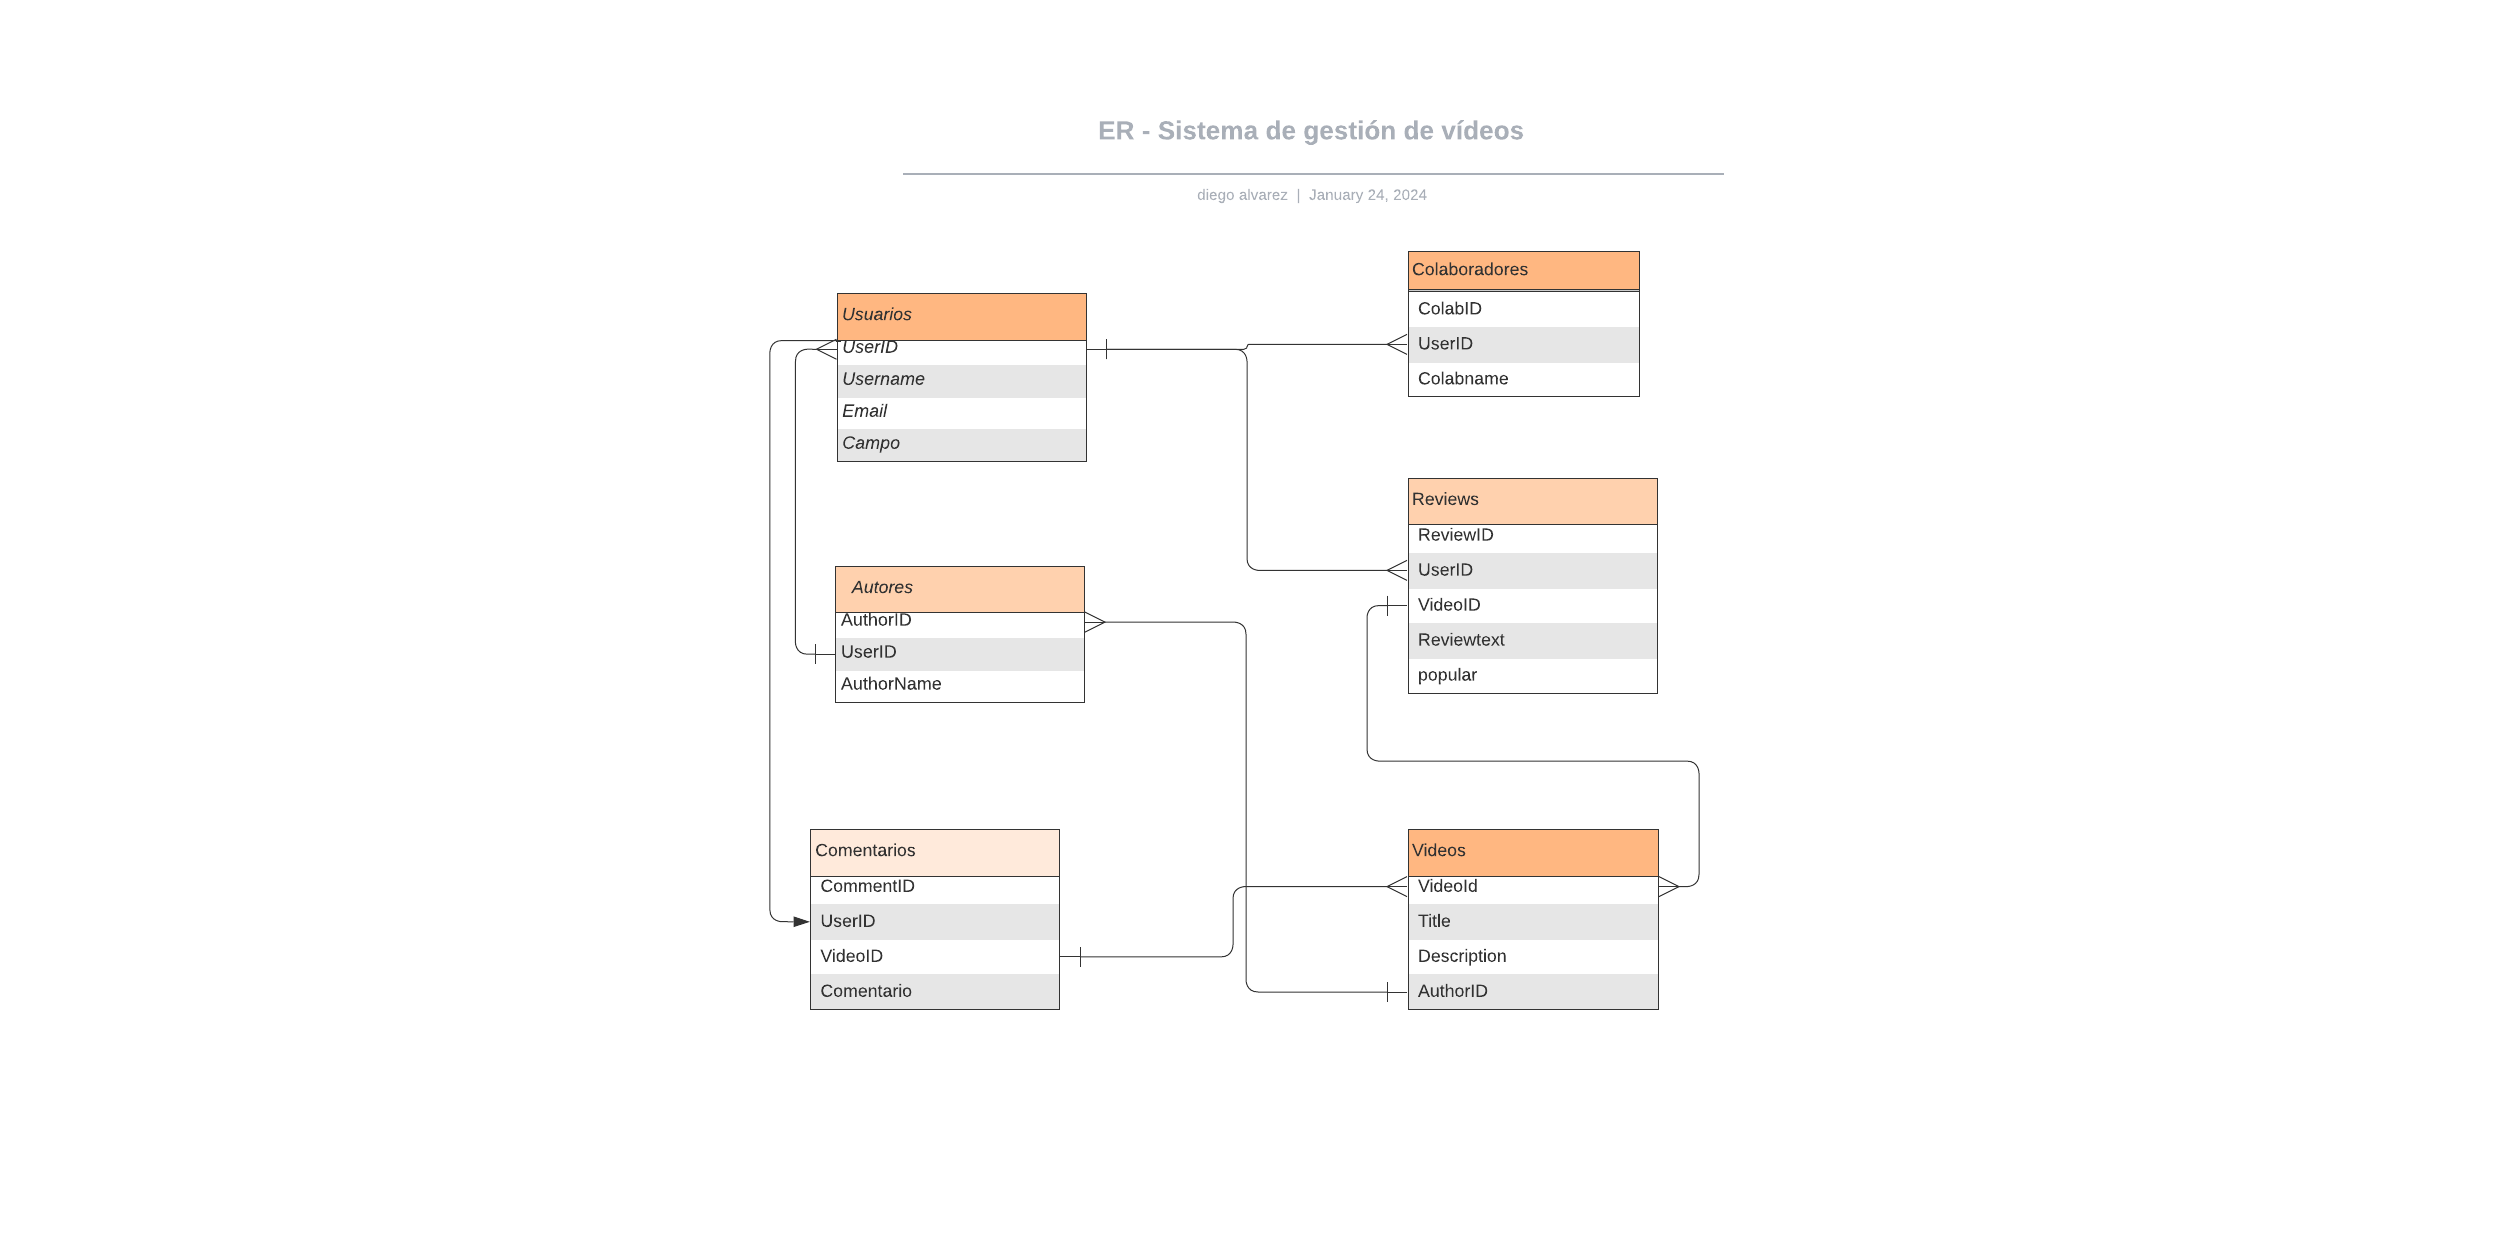 ER - Sistema de gestión de vídeos
diego alvarez | January 24, 2024
Usuarios
UserID
Username
Email
Campo
Colaboradores
ColabID
UserID
Colabname
Autores
AuthorID
UserID
AuthorName
Reviews
ReviewID
UserID
VideoID
Reviewtext
popular
Comentarios
CommentID
UserID
VideoID
Comentario
Videos
VideoId
Title
Description
AuthorID